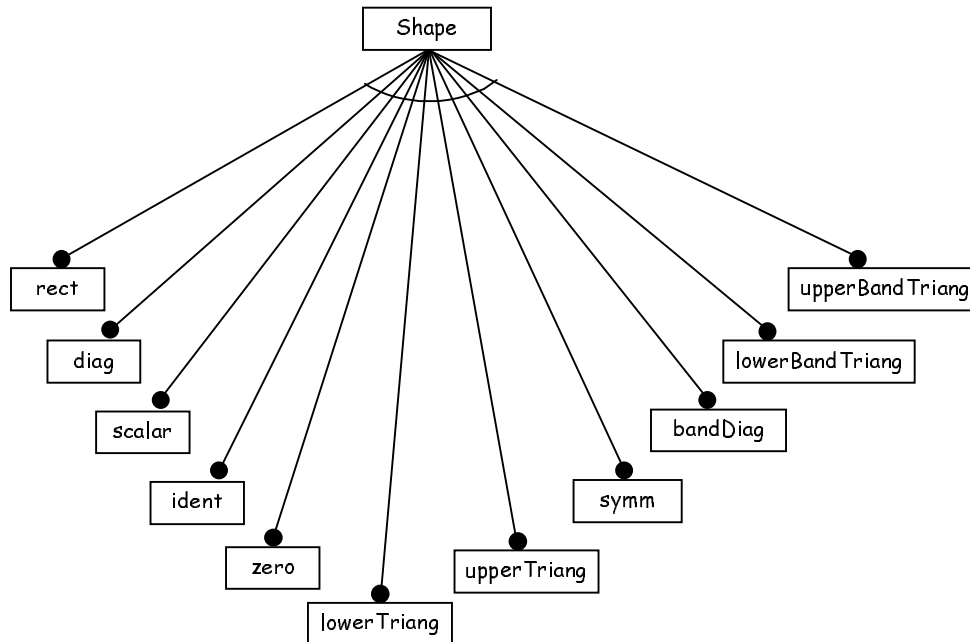 Shape
rect
upperBandTriang
diag
lowerBandTriang
scalar
bandDiag
ident
symm
zero
upperTriang
lowerTriang